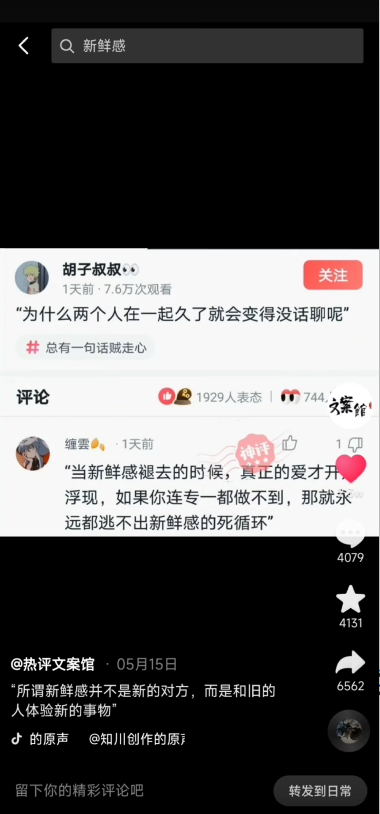 新鲜感
胡子叔叔👀
1天前 · 7.6万次观看
关注
“为什么两个人在一起久了就会变得没话聊呢”
# 总有一句话贼走心
评论
1929人表态 | 744
文案馆
缠雲 · 1天前
神评
1
“当新鲜感褪去的时候，真正的爱才开
浮现，如果你连专一都做不到，那就永
远都逃不出新鲜感的死循环”
4079
4131
@热评文案馆 · 05月15日
6562
“所谓新鲜感并不是新的对方，而是和旧的
人体验新的事物”
的原声 @知川创作的原声
留下你的精彩评论吧
转发到日常